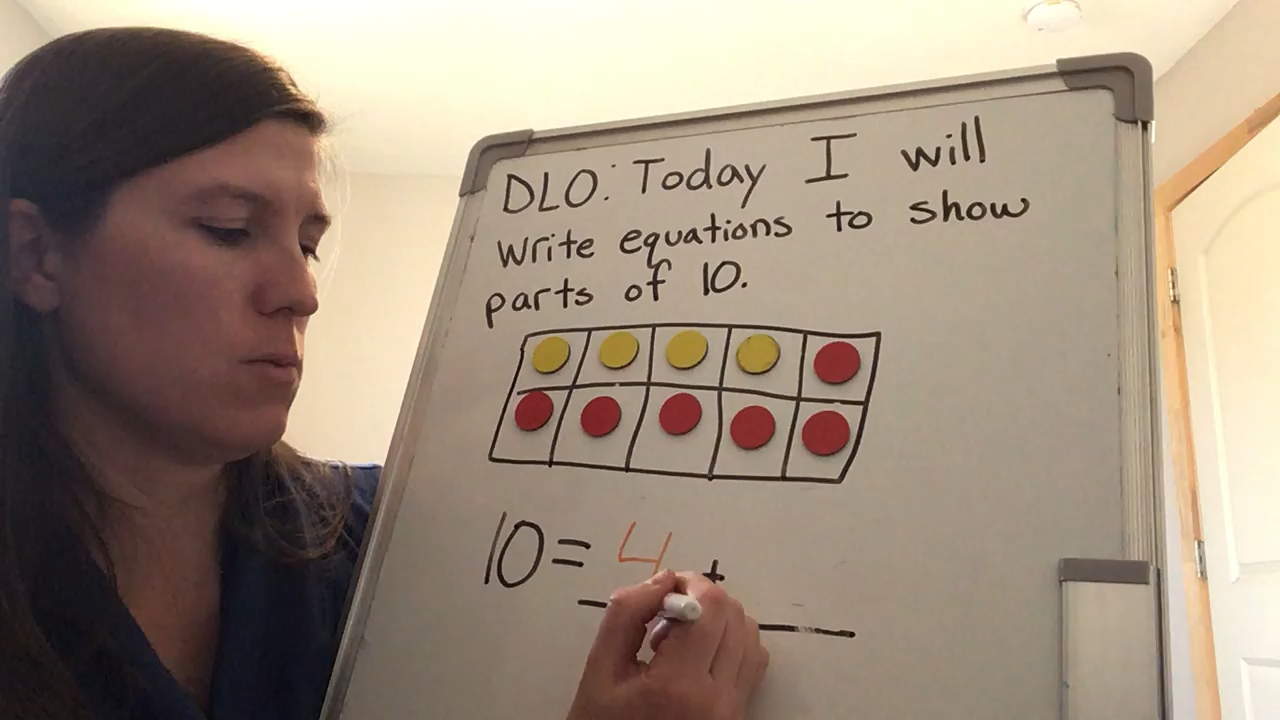 DLO: Today I will
Write equations to show
parts of 10.
10 = 4 +